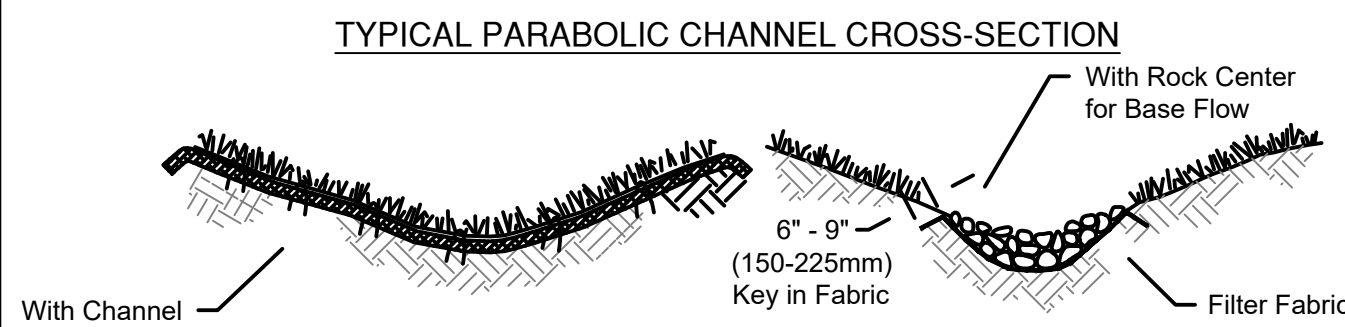 TYPICAL PARABOLIC CHANNEL CROSS-SECTION
With Rock Center
for Base Flow
6" - 9"
(150-225mm)
Key in Fabric
With Channel
Filter Fabric